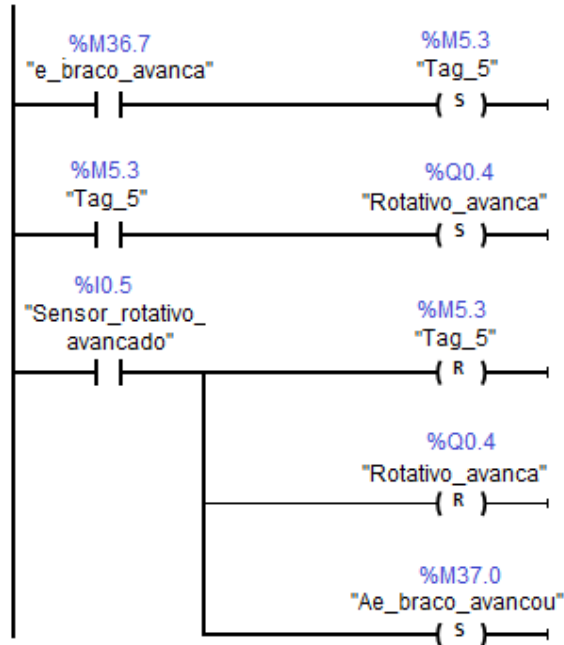 %M36.7
"e_braco_avanca"
%M5.3
"Tag_5"
S
%M5.3
"Tag_5"
%Q0.4
"Rotativo_avanca"
S
%I0.5
"Sensor_rotativo_
avancado"
%M5.3
"Tag_5"
R
%Q0.4
"Rotativo_avanca"
R
%M37.0
"Ae_braco_avancou"
S